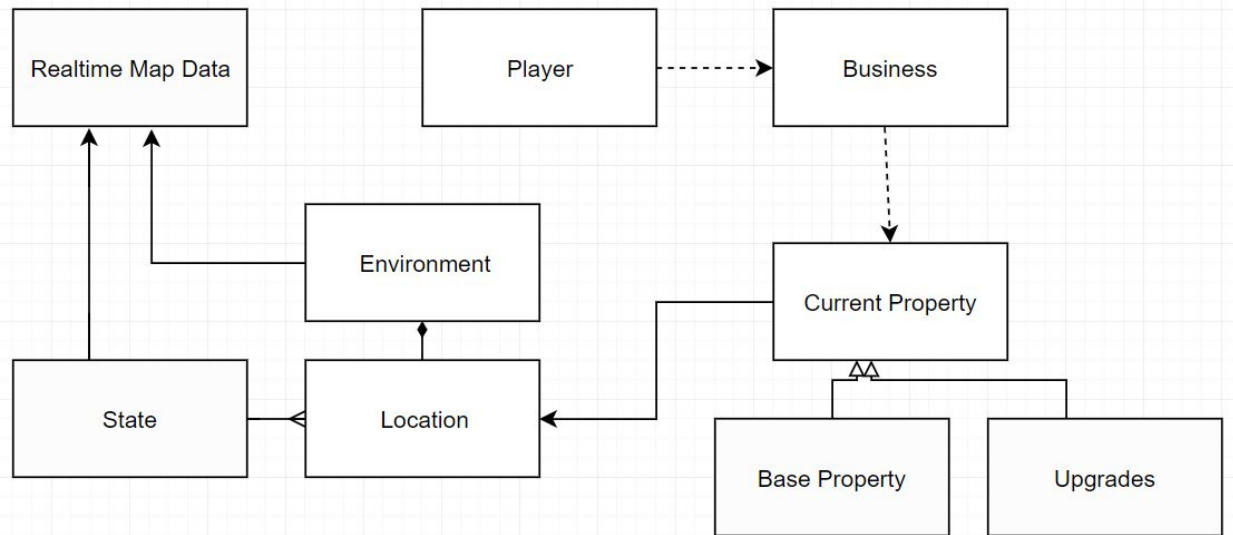 Realtime Map Data
Player
Business
Environment
Current Property
State
Location
Base Property
Upgrades